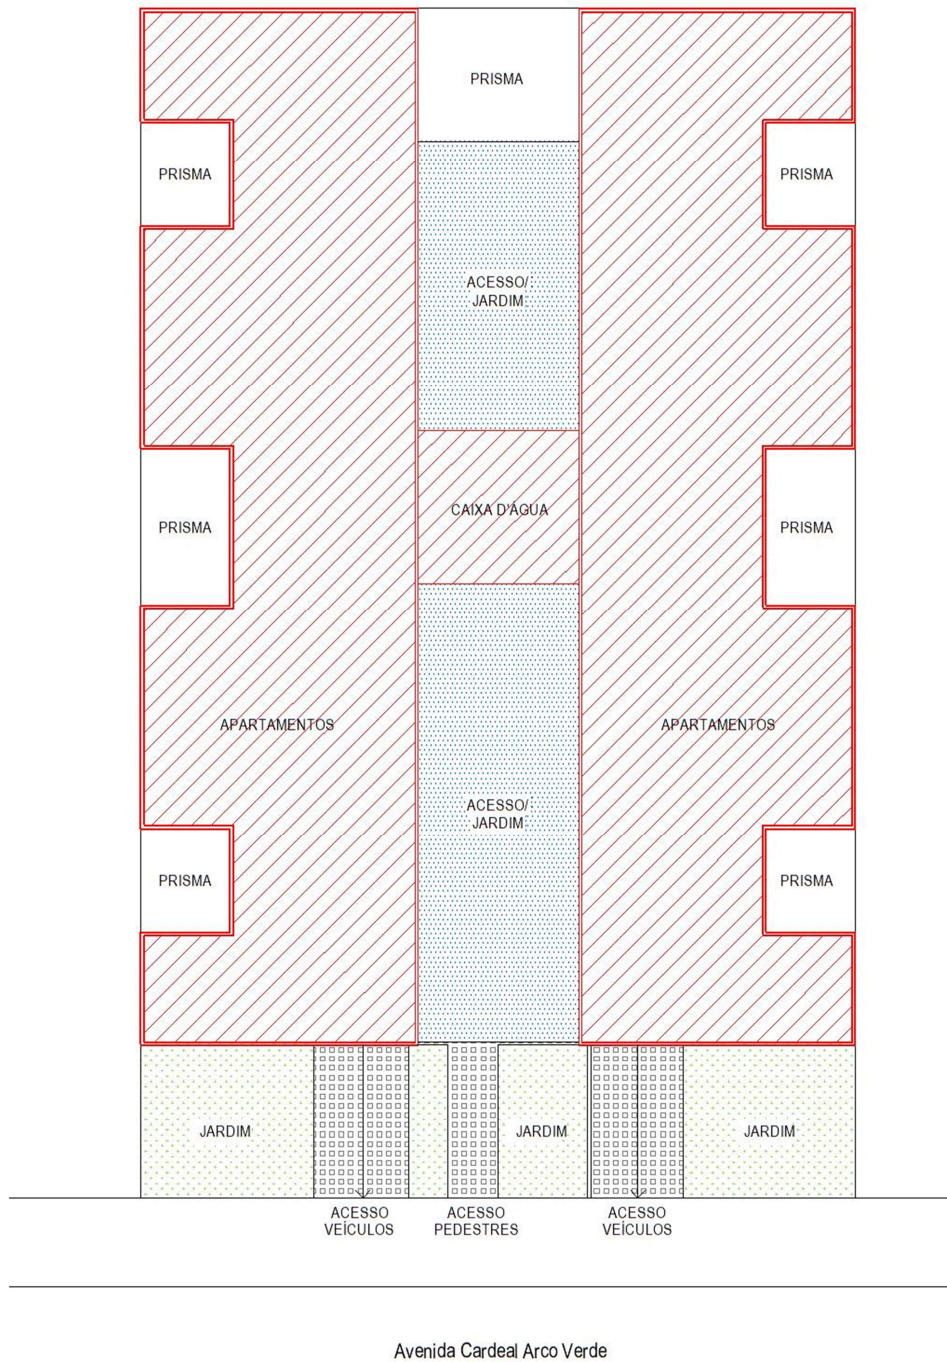 PRISMA
PRISMA
PRISMA
ACESSO/
JARDIM
CAIXA D'ÁGUA
PRISMA
PRISMA
APARTAMENTOS
APARTAMENTOS
ACESSO/
JARDIM
PRISMA
PRISMA
JARDIM
JARDIM
JARDIM
ACESSO
VEÍCULOS
ACESSO
PEDESTRES
ACESSO
VEÍCULOS
Avenida Cardeal Arco Verde